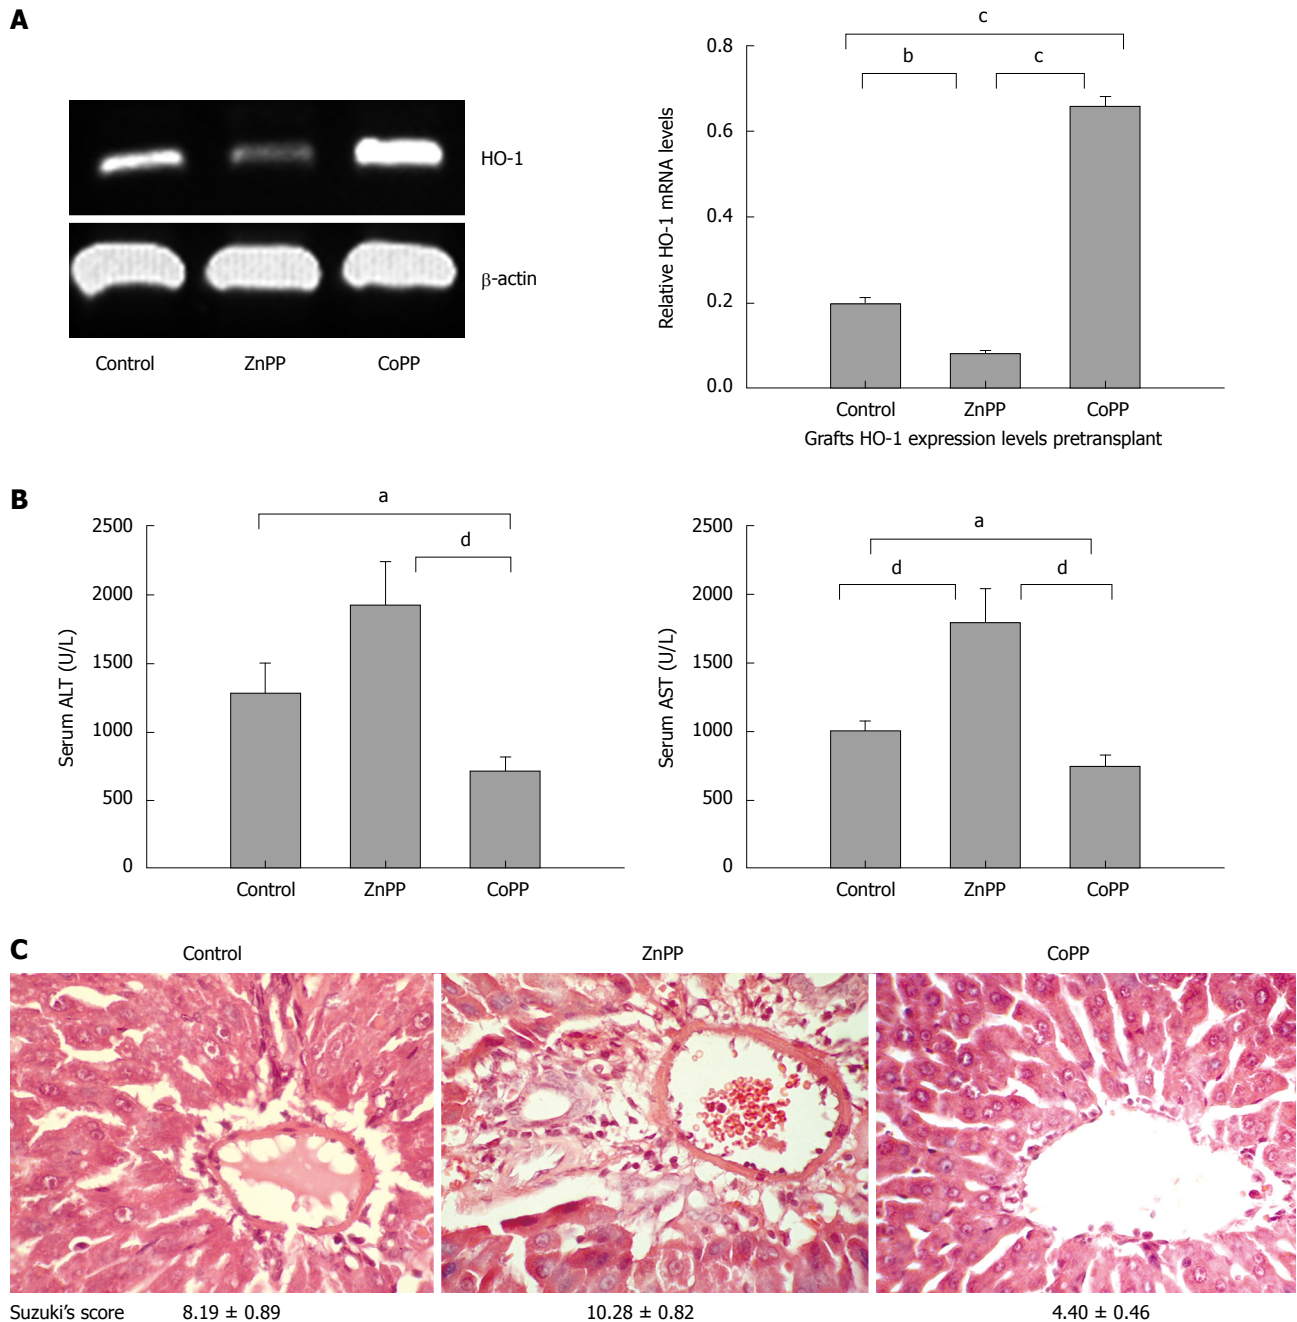 A
HO-1
β-actin
Control ZnPP CoPP
c
b c
0.8
0.6
0.4
0.2
0.0
Relative HO-1 mRNA levels
Control ZnPP CoPP
Grafts HO-1 expression levels pretransplant
B
a
d
2500
2000
1500
1000
500
0
Serum ALT (U/L)
Control ZnPP CoPP
a
d d
2500
2000
1500
1000
500
0
Serum AST (U/L)
Control ZnPP CoPP
C
Control ZnPP CoPP
Suzuki's score 8.19 ± 0.89 10.28 ± 0.82 4.40 ± 0.46